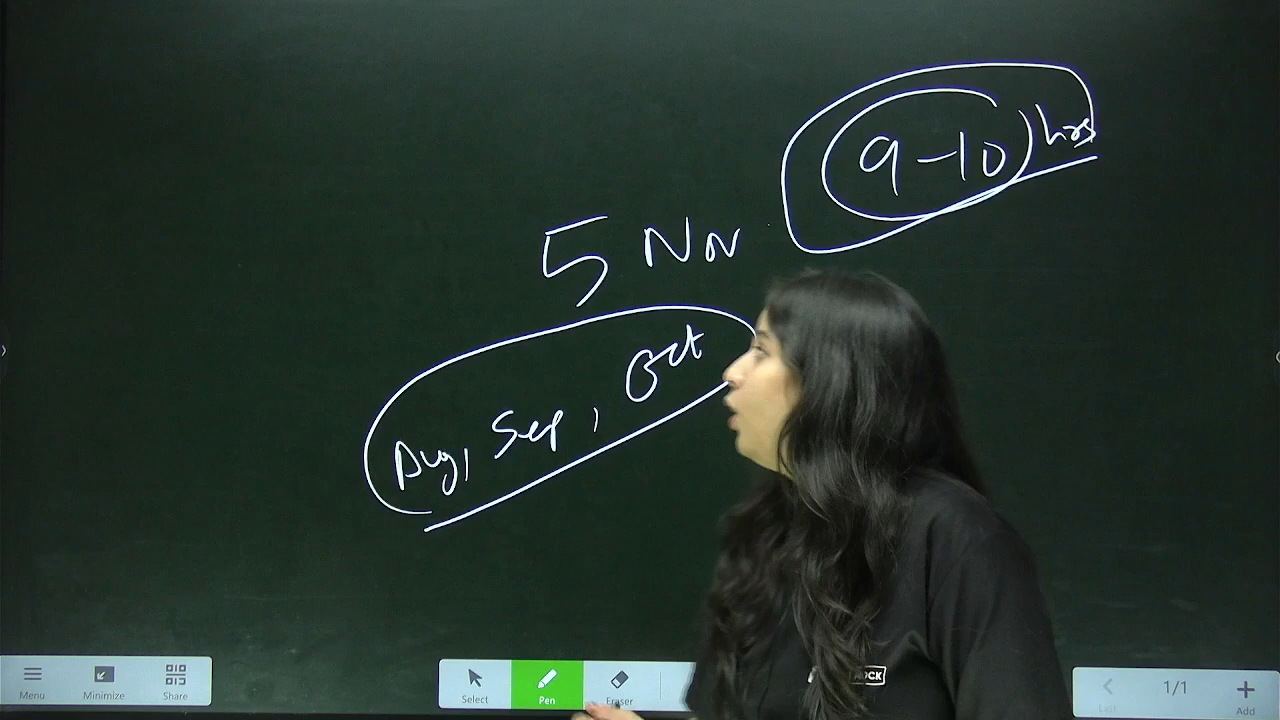 (9-10) hrs
5 Nov
Aug, Sep, Oct
Menu
Minimize
Share
Select
Pen
Eraser
1/1
Add